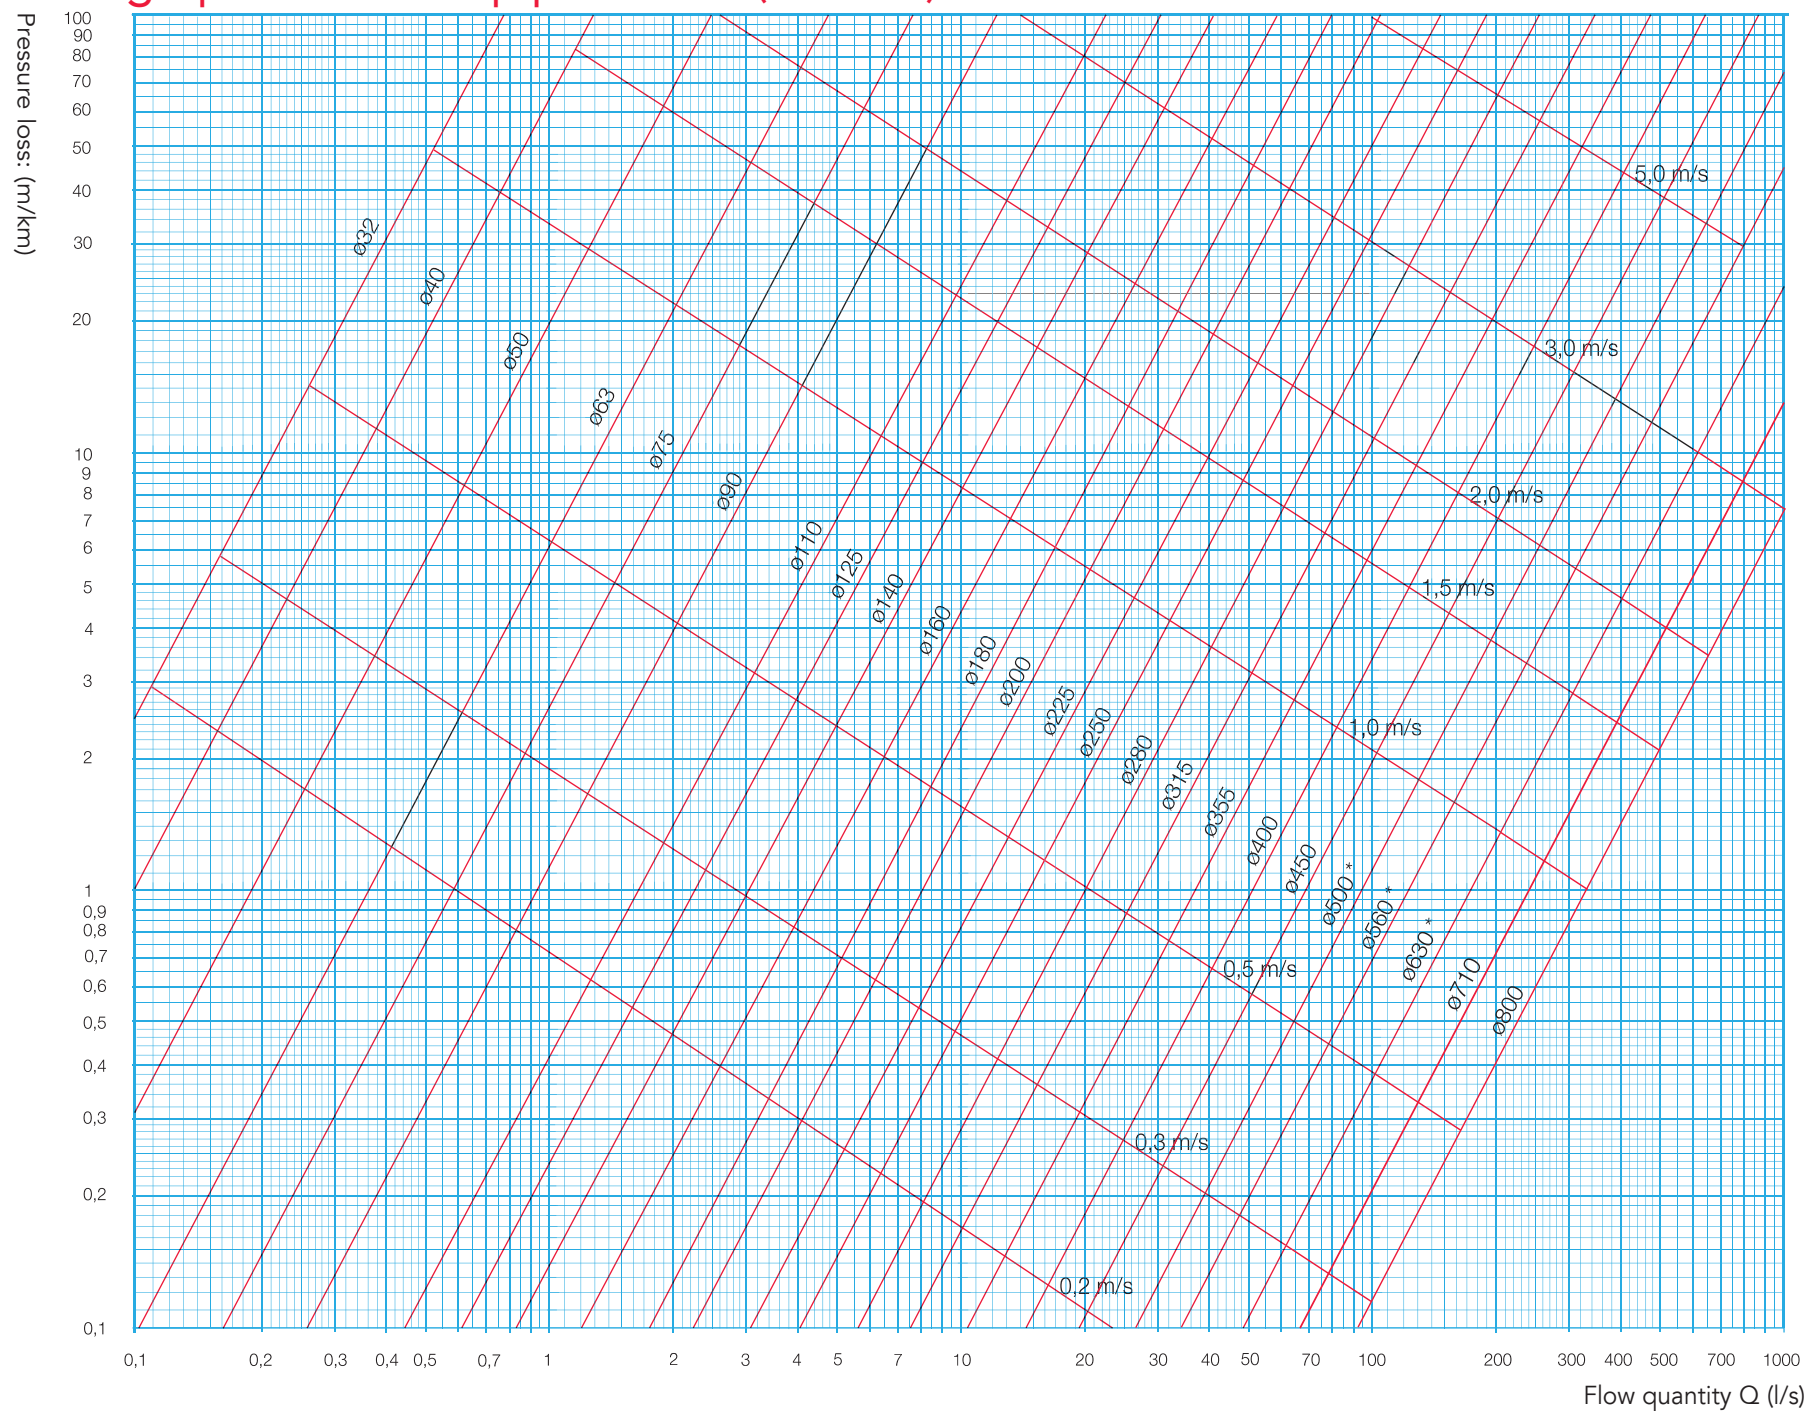 Pressure loss: (m/km)
100
90
80
70
60
50
40
30
20
10
9
8
7
6
5
4
3
2
1
0,9
0,8
0,7
0,6
0,5
0,4
0,3
0,2
0,1
ø32
ø40
ø50
ø63
ø75
ø90
ø110
ø125
ø140
ø160
ø180
ø200
ø225
ø250
ø280
ø315
ø355
ø400
ø450
ø500 *
ø560 *
ø630 *
ø710
ø800
5,0 m/s
3,0 m/s
2,0 m/s
1,5 m/s
1,0 m/s
0,5 m/s
0,3 m/s
0,2 m/s
0,1 0,2 0,3 0,4 0,5 0,7 1 2 3 4 5 7 10 20 30 40 50 70 100 200 300 400 500 700 1000
Flow quantity Q (l/s)